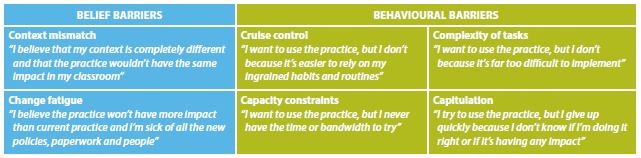 BELIEF BARRIERS
BEHAVIOURAL BARRIERS
Context mismatch
“I believe that my context is completely different
and that the practice wouldn’t have the same
impact in my classroom”
Cruise control
“I want to use the practice, but I don’t
because it’s easier to rely on my
ingrained habits and routines”
Complexity of tasks
“I want to use the practice, but I don’t
because it’s far too difficult to implement”
Change fatigue
“I believe the practice won’t have more impact
than current practice and I’m sick of all the new
policies, paperwork and people”
Capacity constraints
“I want to use the practice, but I never
have the time or bandwidth to try”
Capitulation
“I try to use the practice, but I give up
quickly because I don’t know if I’m doing it
right or if it’s having any impact”